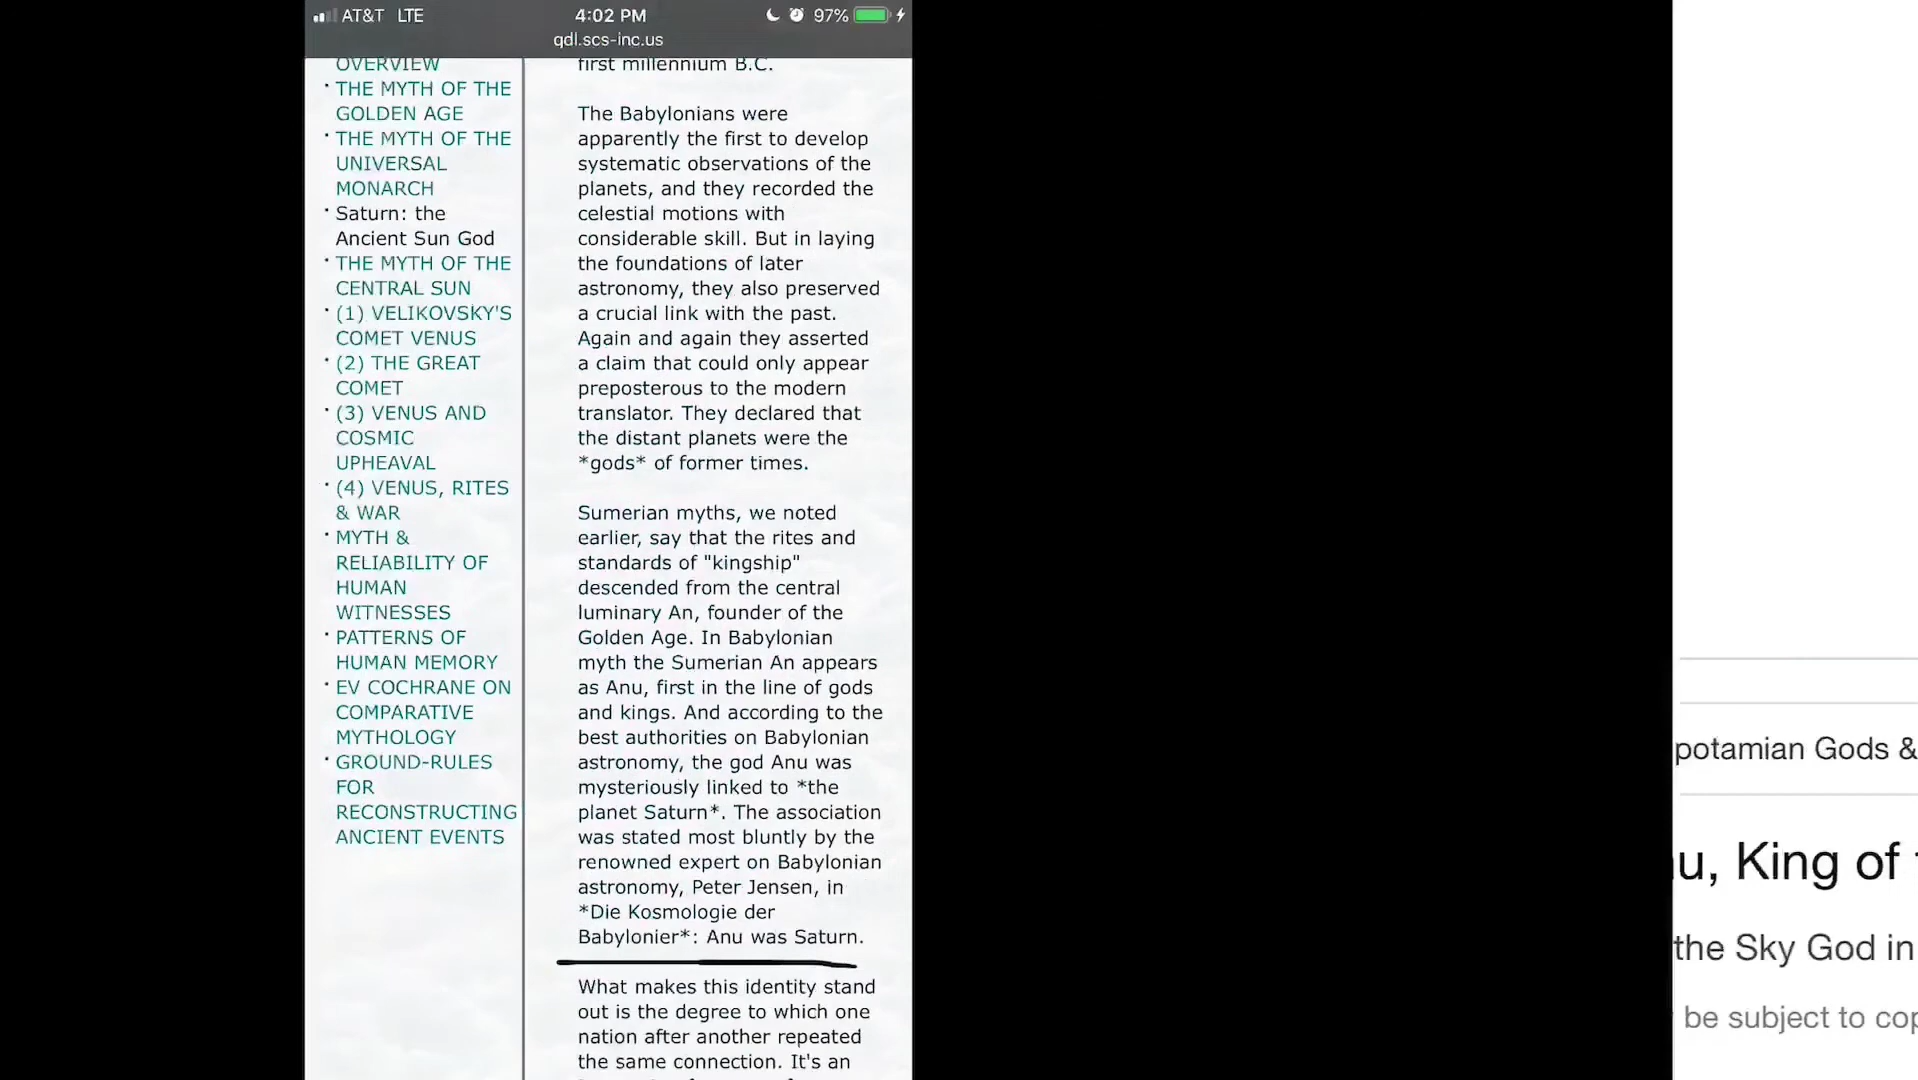 AT&T LTE 4:02 PM 97%
qdl.scs-inc.us
OVERVIEW
· THE MYTH OF THE
GOLDEN AGE
· THE MYTH OF THE
UNIVERSAL
MONARCH
· Saturn: the
Ancient Sun God
· THE MYTH OF THE
CENTRAL SUN
· (1) VELIKOVSKY'S
COMET VENUS
· (2) THE GREAT
COMET
· (3) VENUS AND
COSMIC
UPHEAVAL
· (4) VENUS, RITES
& WAR
· MYTH &
RELIABILITY OF
HUMAN
WITNESSES
· PATTERNS OF
HUMAN MEMORY
· EV COCHRANE ON
COMPARATIVE
MYTHOLOGY
· GROUND-RULES
FOR
RECONSTRUCTING
ANCIENT EVENTS
first millennium B.C.
The Babylonians were
apparently the first to develop
systematic observations of the
planets, and they recorded the
celestial motions with
considerable skill. But in laying
the foundations of later
astronomy, they also preserved
a crucial link with the past.
Again and again they asserted
a claim that could only appear
preposterous to the modern
translator. They declared that
the distant planets were the
*gods* of former times.
Sumerian myths, we noted
earlier, say that the rites and
standards of "kingship"
descended from the central
luminary An, founder of the
Golden Age. In Babylonian
myth the Sumerian An appears
as Anu, first in the line of gods
and kings. And according to the
best authorities on Babylonian
astronomy, the god Anu was
mysteriously linked to *the
planet Saturn*. The association
was stated most bluntly by the
renowned expert on Babylonian
astronomy, Peter Jensen, in
*Die Kosmologie der
Babylonier*: Anu was Saturn.
What makes this identity stand
out is the degree to which one
nation after another repeated
the same connection. It's an
potamian Gods &
u, King of
the Sky God in
be subject to cop